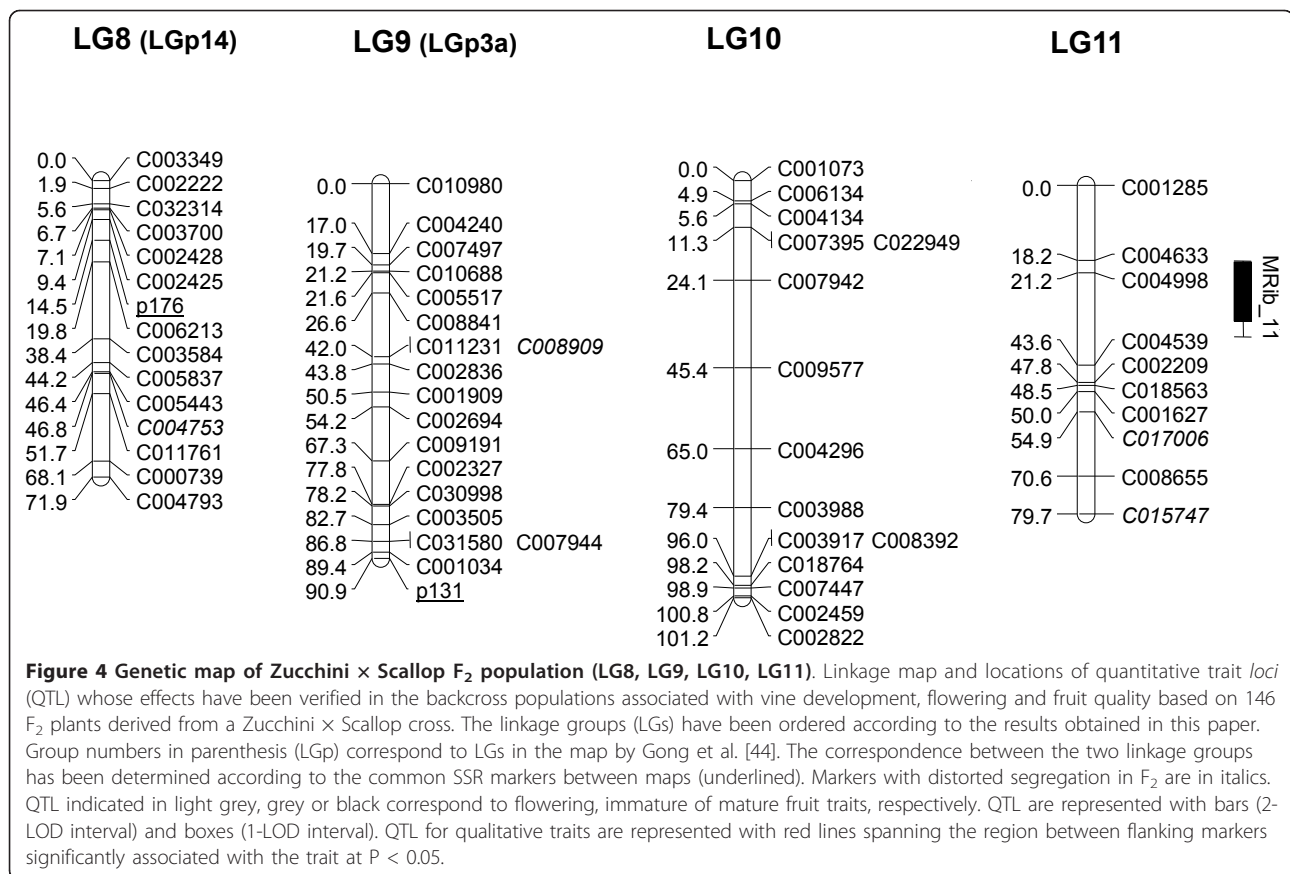 LG8 (LGp14)
LG9 (LGp3a)
LG10
LG11
0.0 C003349
1.9 C002222
5.6 C032314
6.7 C003700
7.1 C002428
9.4 C002425
14.5 p176
19.8 C006213
38.4 C003584
44.2 C005837
46.4 C005443
46.8 C004753
51.7 C011761
68.1 C000739
71.9 C004793
0.0 C010980
17.0 C004240
19.7 C007497
21.2 C010688
21.6 C005517
26.6 C008841
42.0 C011231 C008909
43.8 C002836
50.5 C001909
54.2 C002694
67.3 C009191
77.8 C002327
78.2 C030998
82.7 C003505
86.8 C031580 C007944
89.4 C001034
90.9 p131
0.0 C001073
4.9 C006134
5.6 C004134
11.3 C007395 C022949
24.1 C007942
45.4 C009577
65.0 C004296
79.4 C003988
96.0 C003917 C008392
98.2 C018764
98.9 C007447
100.8 C002459
101.2 C002822
0.0 C001285
18.2 C004633
21.2 C004998
43.6 C004539
47.8 C002209
48.5 C018563
50.0 C001627
54.9 C017006
70.6 C008655
79.7 C015747
MRib_11
Figure 4 Genetic map of Zucchini × Scallop F2 population (LG8, LG9, LG10, LG11). Linkage map and locations of quantitative trait loci
(QTL) whose effects have been verified in the backcross populations associated with vine development, flowering and fruit quality based on 146
F2 plants derived from a Zucchini × Scallop cross. The linkage groups (LGs) have been ordered according to the results obtained in this paper.
Group numbers in parenthesis (LGp) correspond to LGs in the map by Gong et al. [44]. The correspondence between the two linkage groups
has been determined according to the common SSR markers between maps (underlined). Markers with distorted segregation in F2 are in italics.
QTL indicated in light grey, grey or black correspond to flowering, immature of mature fruit traits, respectively. QTL are represented with bars (2-
LOD interval) and boxes (1-LOD interval). QTL for qualitative traits are represented with red lines spanning the region between flanking markers
significantly associated with the trait at P < 0.05.